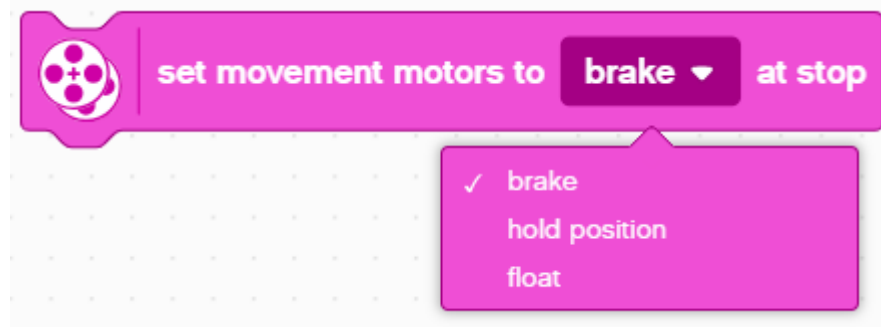 set movement motors to brake at stop
brake
hold position
float